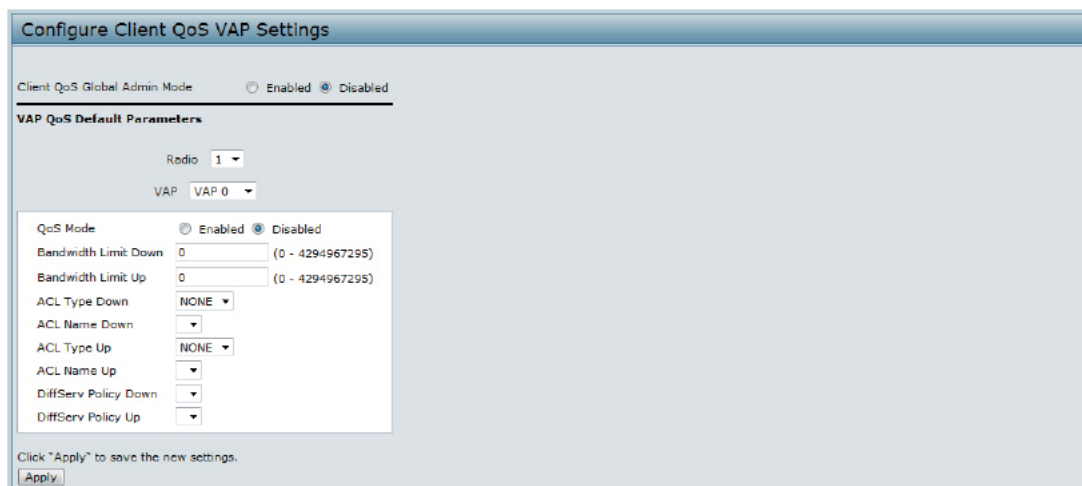 Configure Client QoS VAP Settings
Client QoS Global Admin Mode Enabled Disabled
VAP QoS Default Parameters
Radio 1
VAP VAP 0
QoS Mode Enabled Disabled
Bandwidth Limit Down 0 (0 - 4294967295)
Bandwidth Limit Up 0 (0 - 4294967295)
ACL Type Down NONE
ACL Name Down
ACL Type Up NONE
ACL Name Up
DiffServ Policy Down
DiffServ Policy Up
Click "Apply" to save the new settings.
Apply